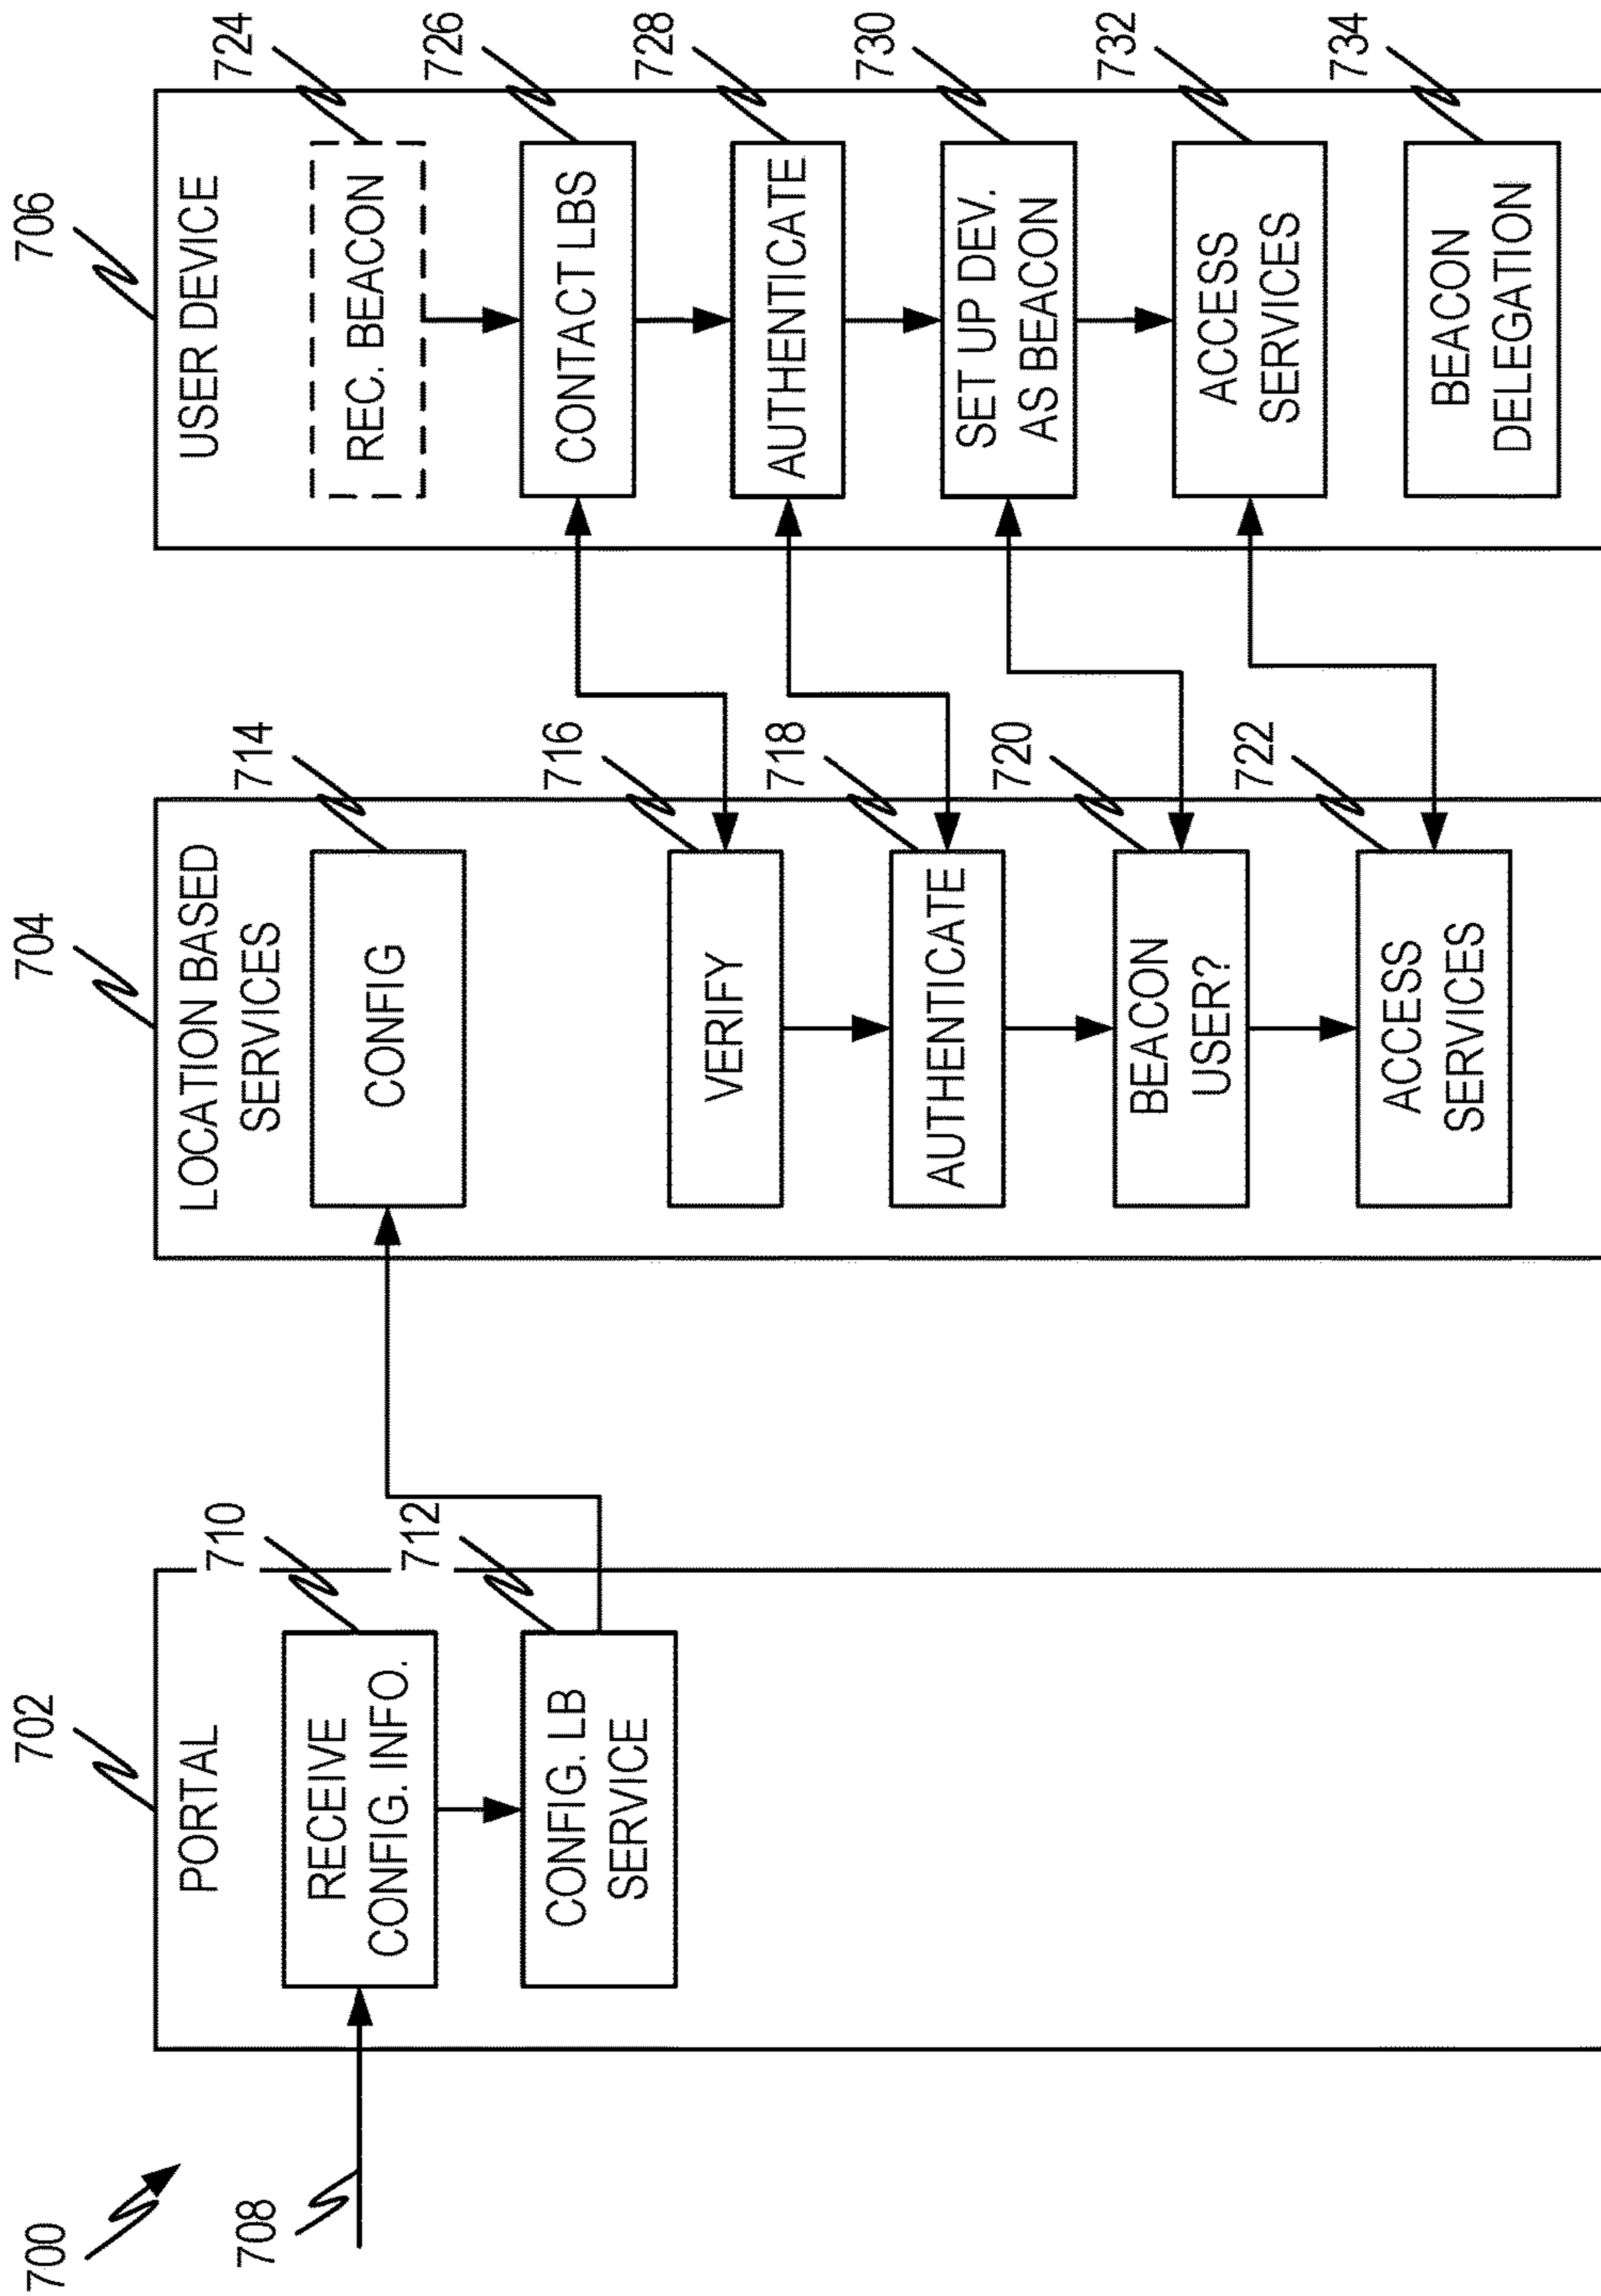 700
708
702
PORTAL
710
RECEIVE
CONFIG. INFO.
712
CONFIG. LB
SERVICE
704
LOCATION BASED
SERVICES
714
CONFIG
716
VERIFY
718
AUTHENTICATE
720
BEACON
USER?
722
ACCESS
SERVICES
706
USER DEVICE
724
REC. BEACON
726
CONTACT LBS
728
AUTHENTICATE
730
SET UP DEV.
AS BEACON
732
ACCESS
SERVICES
734
BEACON
DELEGATION